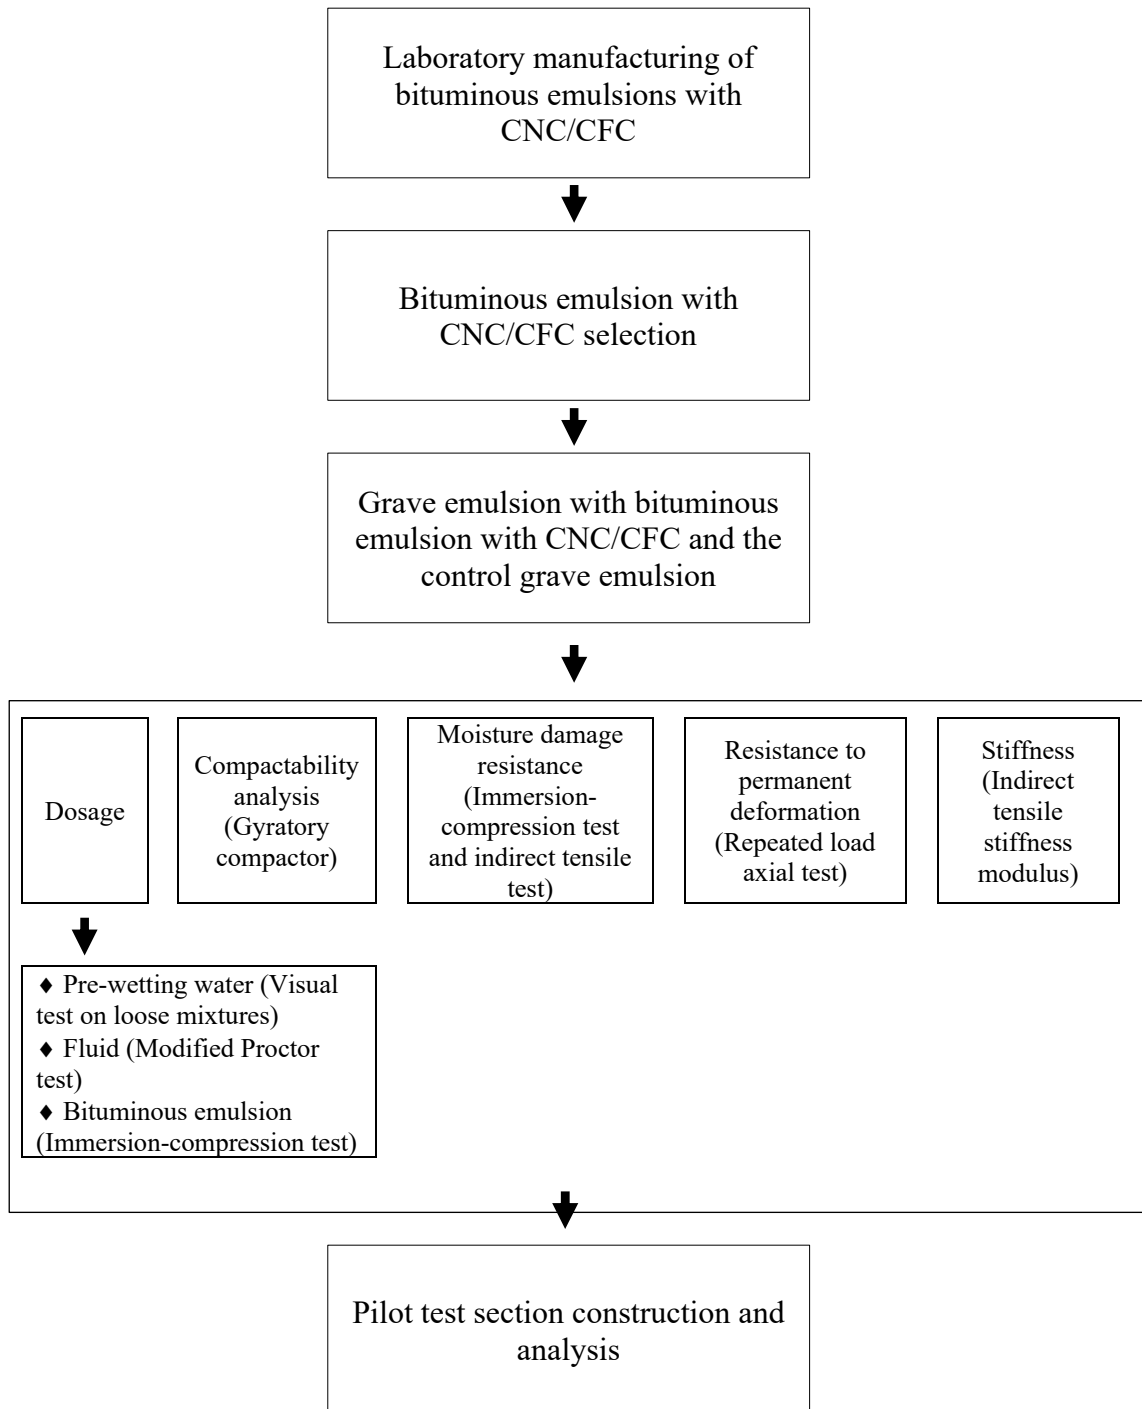 Laboratory manufacturing of
bituminous emulsions with
CNC/CFC
Bituminous emulsion with
CNC/CFC selection
Grave emulsion with bituminous
emulsion with CNC/CFC and the
control grave emulsion
Dosage
Compactability
analysis
(Gyratory
compactor)
Moisture damage
resistance
(Immersion-
compression test
and indirect tensile
test)
Resistance to
permanent
deformation
(Repeated load
axial test)
Stiffness
(Indirect
tensile
stiffness
modulus)
♦ Pre-wetting water (Visual
test on loose mixtures)
♦ Fluid (Modified Proctor
test)
♦ Bituminous emulsion
(Immersion-compression test)
Pilot test section construction and
analysis